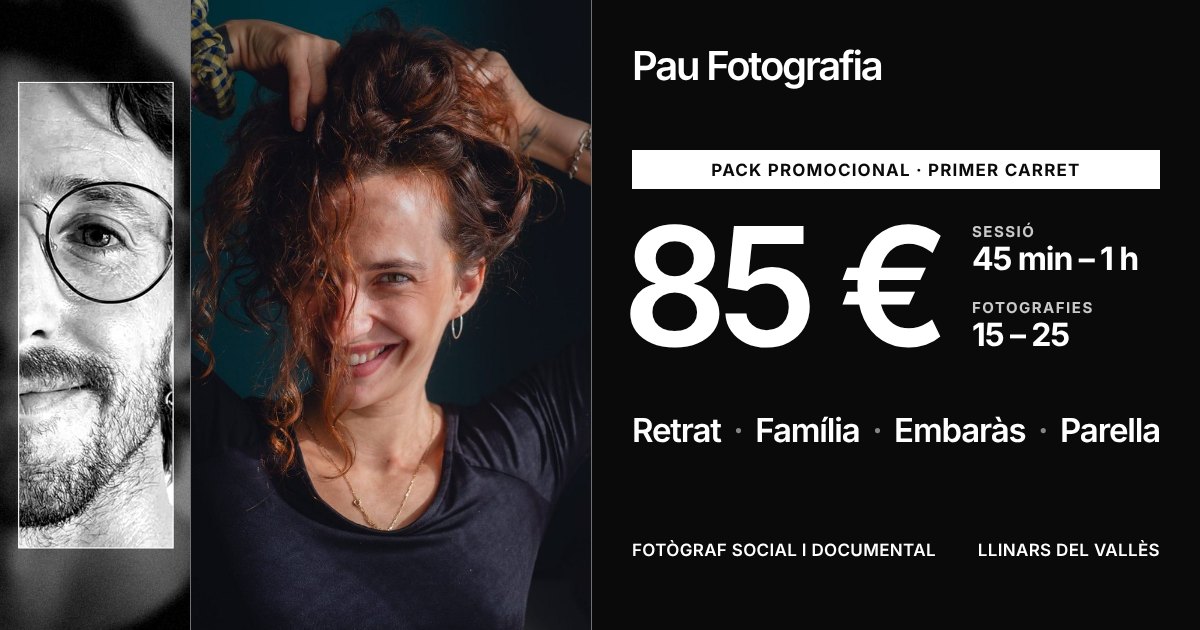 Pau Fotografia
PACK PROMOCIONAL · PRIMER CARRET
85 €
SESSIÓ
45 min – 1 h
FOTOGRAFIES
15 – 25
Retrat · Família · Embaràs · Parella
FOTÒGRAF SOCIAL I DOCUMENTAL
LLINARS DEL VALLÈS